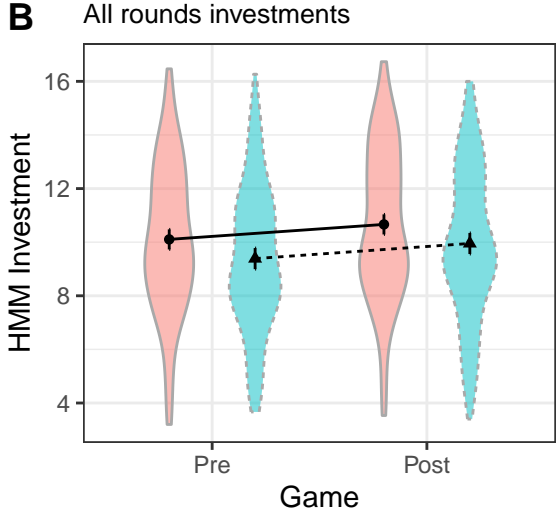 B
All rounds investments
HMM Investment
16
12
8
4
Pre Post
Game